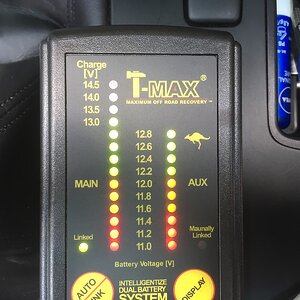 Charge
[V]
T-MAX®
MAXIMUM OFF ROAD RECOVERY ™
14.5
14.0
13.5
13.0
12.8
12.6
12.4
12.2
MAIN 12.0 AUX
11.8
11.6
11.4
11.2
11.0
Linked
Maunally
Linked
Battery Voltage [V]
AUTO
INTELLIGENTIZE
DUAL BATTERY
SYSTEM
DISPLAY